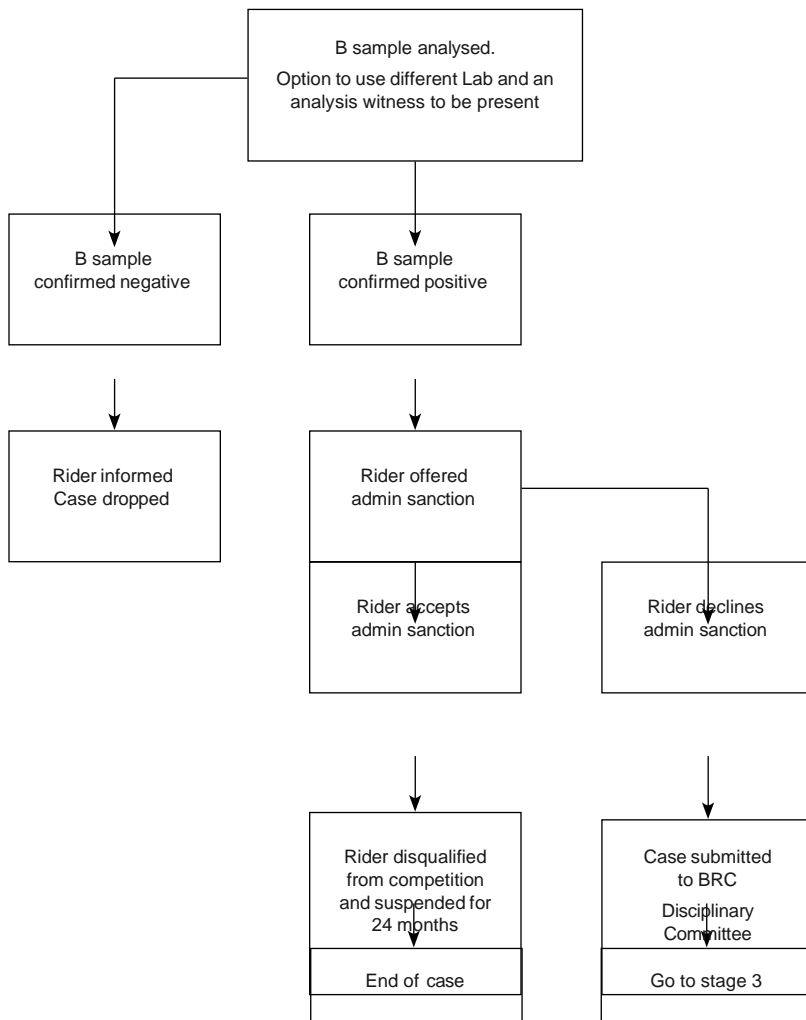 B sample analysed.
Option to use different Lab and an
analysis witness to be present
B sample
confirmed negative
B sample
confirmed positive
Rider informed
Case dropped
Rider offered
admin sanction
Rider accepts
admin sanction
Rider declines
admin sanction
Rider disqualified
from competition
and suspended for
24 months
Case submitted
to BRC
Disciplinary
Committee
End of case
Go to stage 3